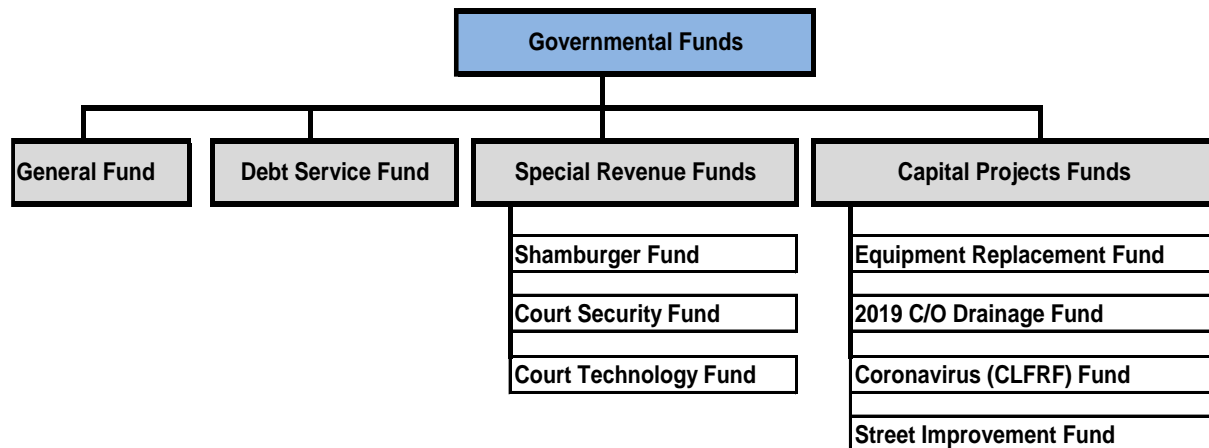 Governmental Funds
General Fund
Debt Service Fund
Special Revenue Funds
Capital Projects Funds
Shamburger Fund
Court Security Fund
Court Technology Fund
Equipment Replacement Fund
2019 C/O Drainage Fund
Coronavirus (CLFRF) Fund
Street Improvement Fund